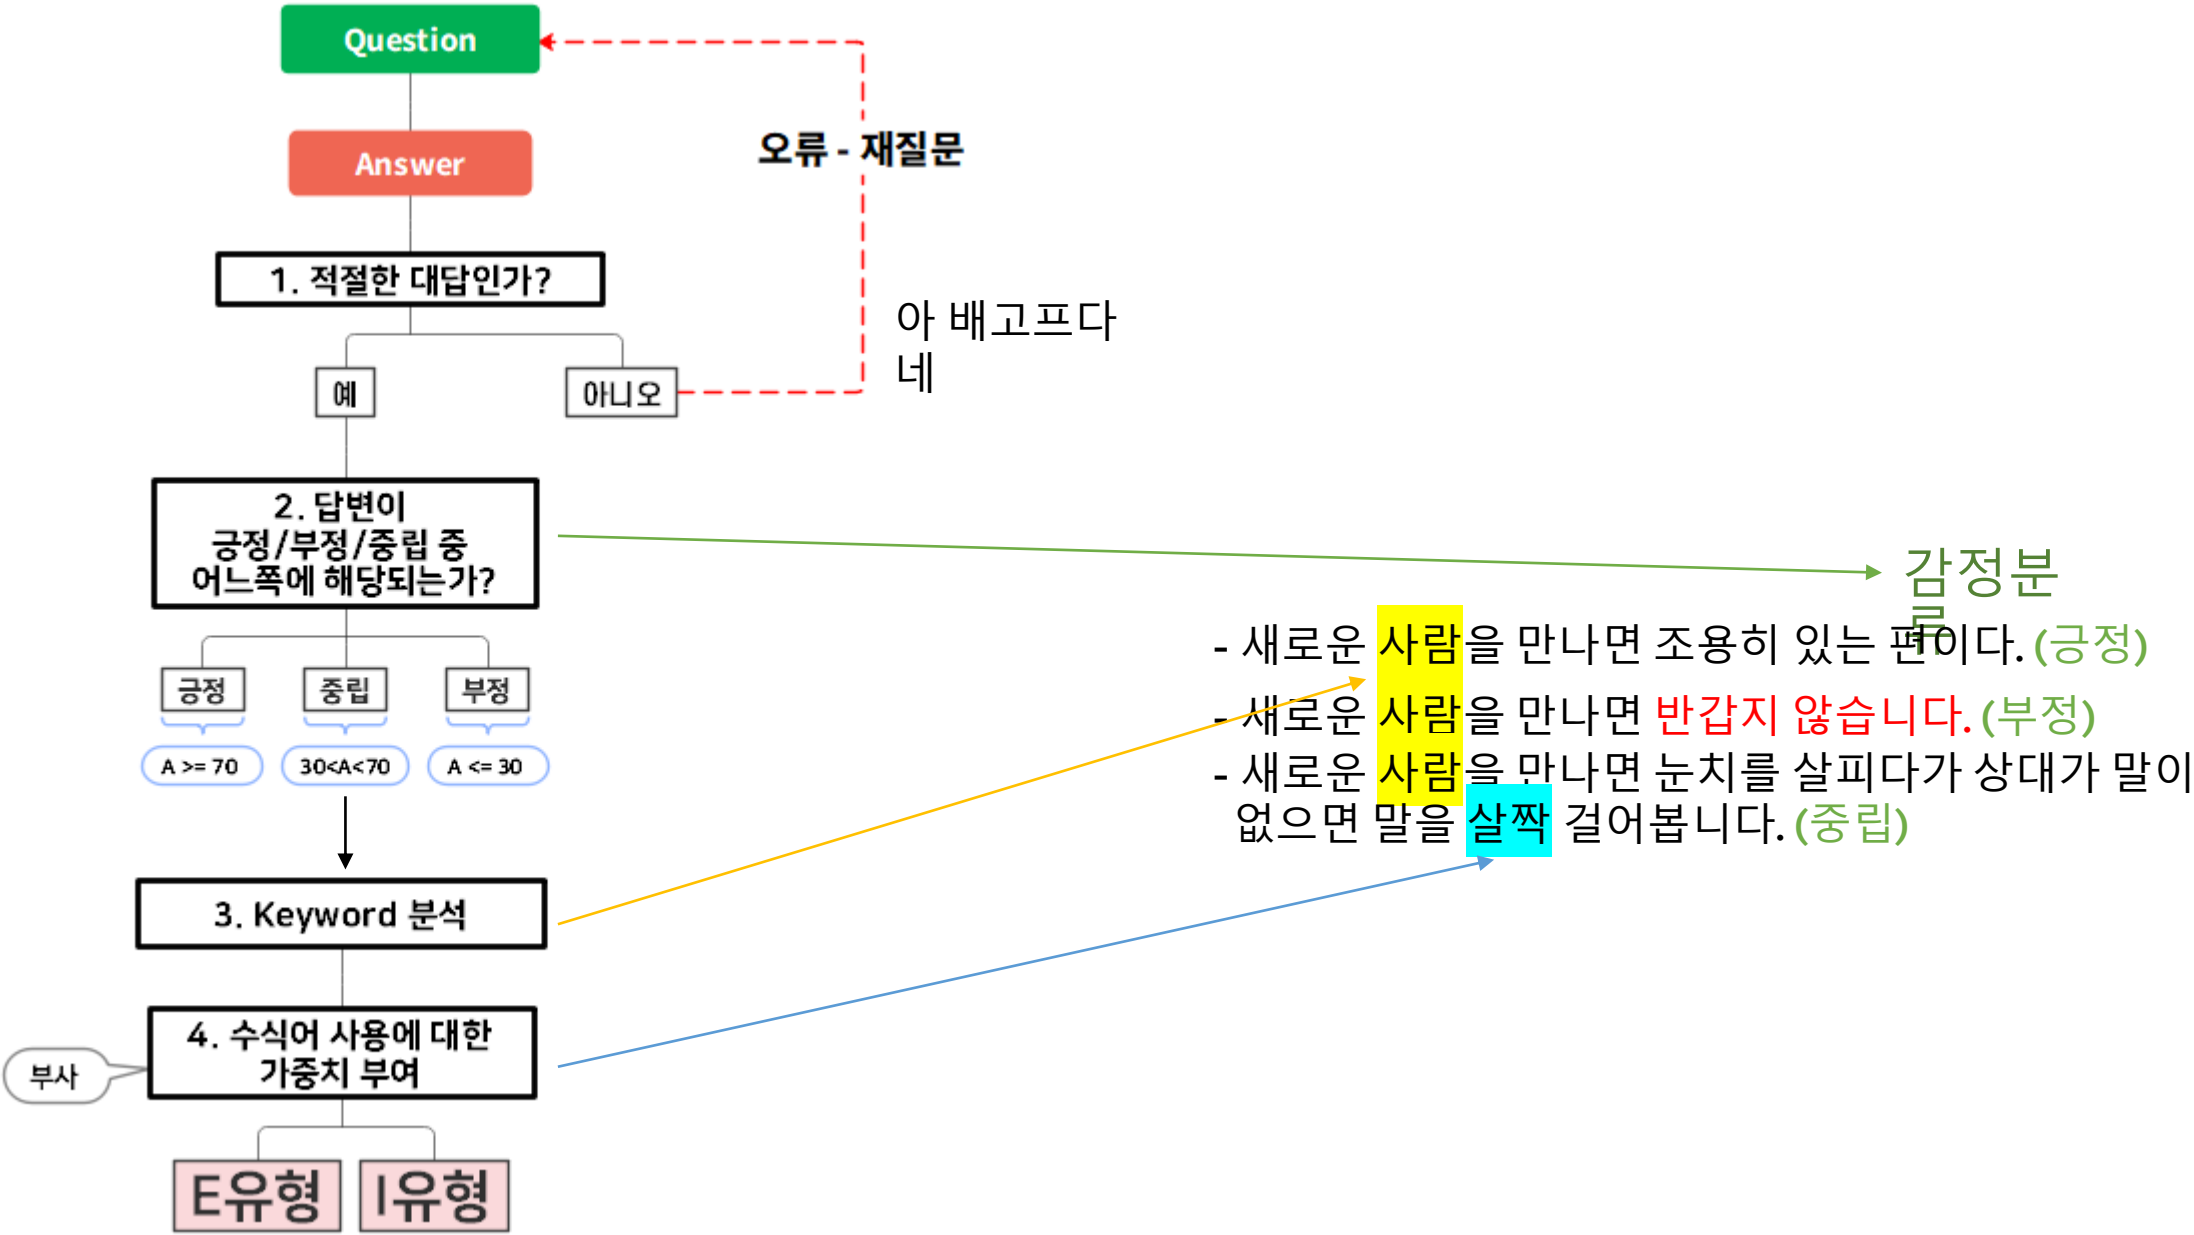 Question
Answer
오류 - 재질문
1. 적절한 대답인가?
아 배고프다
네
예
아니오
2. 답변이
긍정/부정/중립 중
어느쪽에 해당되는가?
감정분
류
긍정
중립
부정
A >= 70
30<A<70
A <= 30
- 새로운 사람을 만나면 조용히 있는 편이다. (긍정)
- 새로운 사람을 만나면 반갑지 않습니다. (부정)
- 새로운 사람을 만나면 눈치를 살피다가 상대가 말이
없으면 말을 살짝 걸어봅니다. (중립)
3. Keyword 분석
4. 수식어 사용에 대한
가중치 부여
부사
E유형
I유형